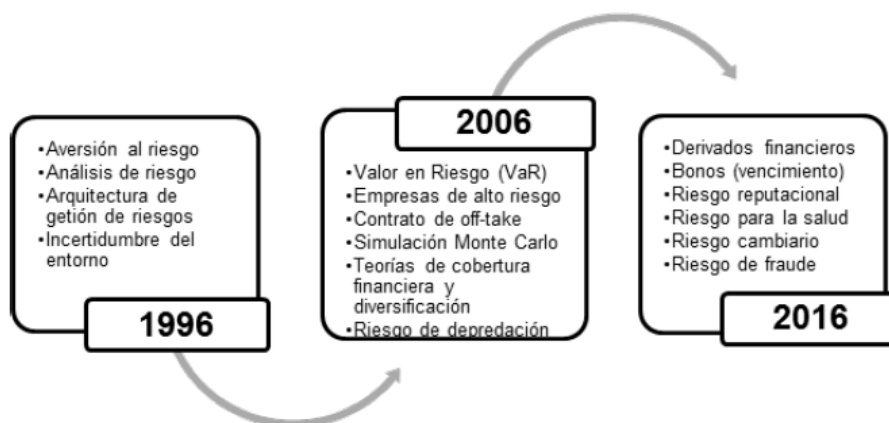 •Aversión al riesgo
•Análisis de riesgo
•Arquitectura de
getión de riesgos
•Incertidumbre del
entorno
1996
2006
•Valor en Riesgo (VaR)
•Empresas de alto riesgo
•Contrato de off-take
•Simulación Monte Carlo
•Teorías de cobertura
financiera y
diversificación
•Riesgo de depredación
•Derivados financieros
•Bonos (vencimiento)
•Riesgo reputacional
•Riesgo para la salud
•Riesgo cambiario
•Riesgo de fraude
2016